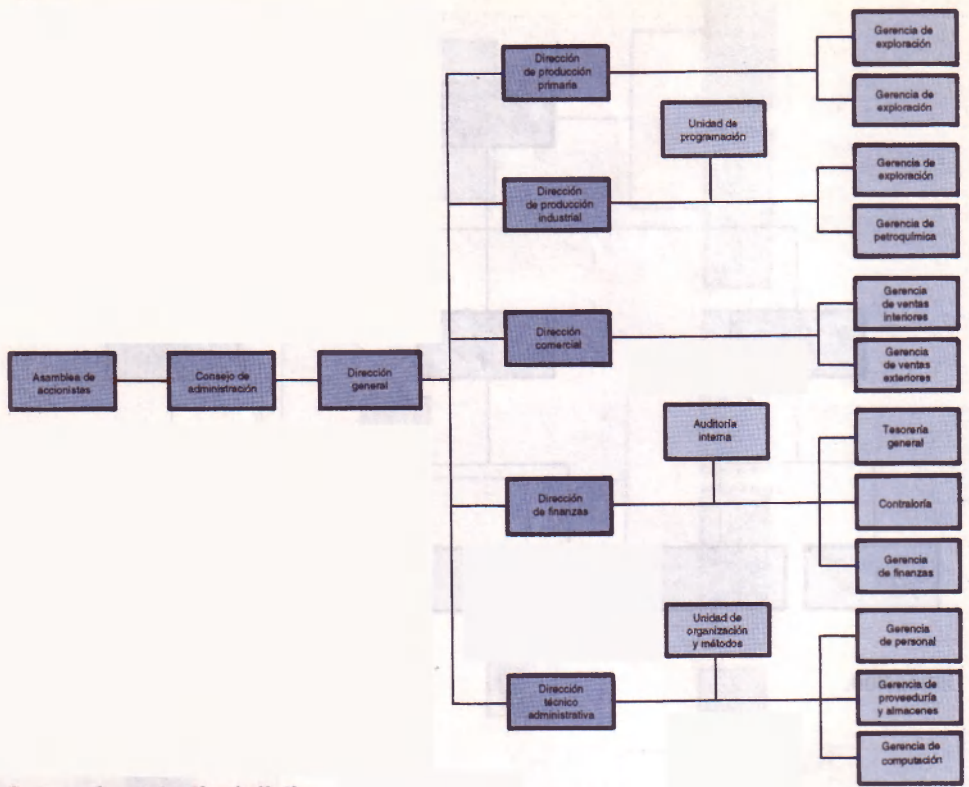 Asamblea de
accionistas
Consejo de
administración
Dirección
general
Dirección
de producción
primaria
Gerencia de
exploración
Gerencia de
exploración
Unidad de
programación
Dirección
de producción
industrial
Gerencia de
exploración
Gerencia de
petroquímica
Dirección
comercial
Gerencia
de ventas
interiores
Gerencia
de ventas
exteriores
Auditoría
interna
Dirección
de finanzas
Tesorería
general
Contraloría
Gerencia
de finanzas
Unidad de
organización
y métodos
Dirección
técnico
administrativa
Gerencia
de personal
Gerencia de
proveeduría
y almacenes
Gerencia de
computación